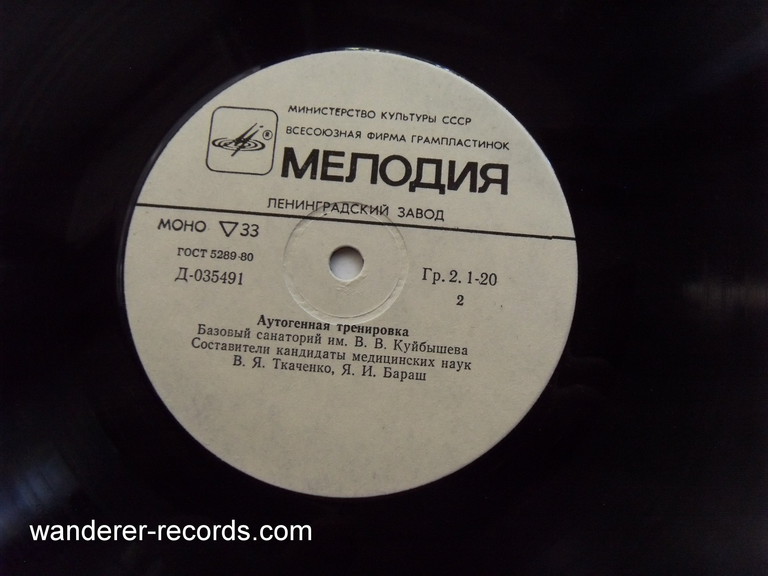 МИНИСТЕРСТВО КУЛЬТУРЫ СССР
ВСЕСОЮЗНАЯ ФИРМА ГРАМПЛАСТИНОК
®
МЕЛОДИЯ
ЛЕНИНГРАДСКИЙ ЗАВОД
МОНО ▽33
ГОСТ 5289-80
Д-035491
Гр. 2. 1-20
2
Аутогенная тренировка
Базовый санаторий им. В. В. Куйбышева
Составители кандидаты медицинских наук
В. Я. Ткаченко, Я. И. Бараш
wanderer-records.com